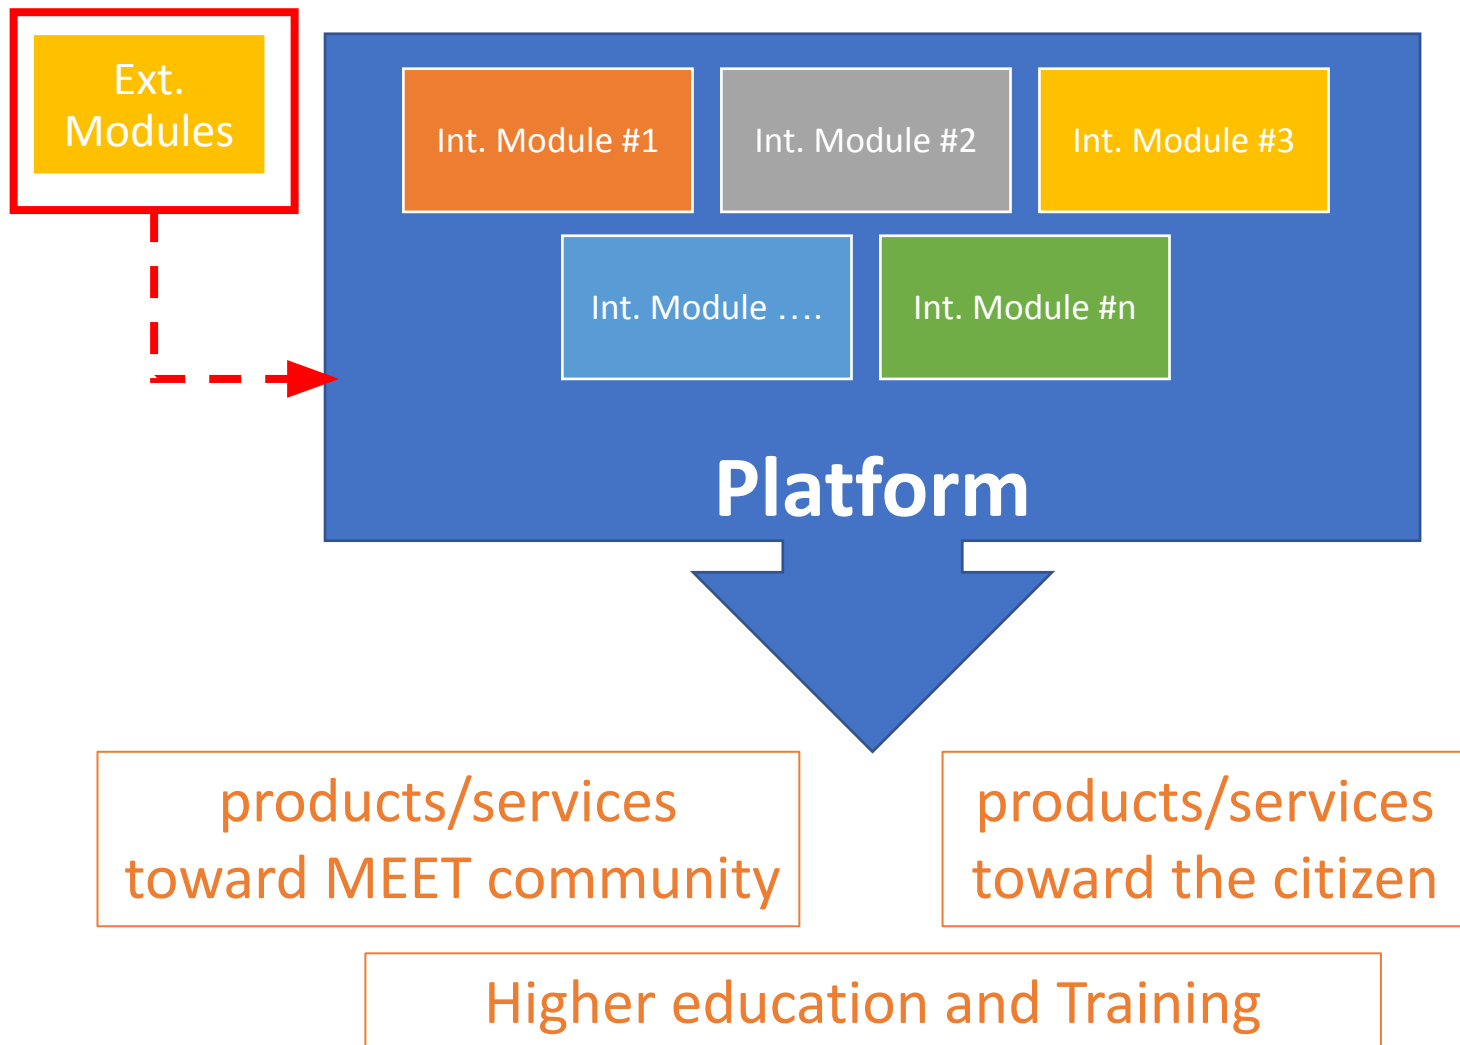 Ext.
Modules
Int. Module #1
Int. Module #2
Int. Module #3
Int. Module ....
Int. Module #n
Platform
products/services
toward MEET community
products/services
toward the citizen
Higher education and Training